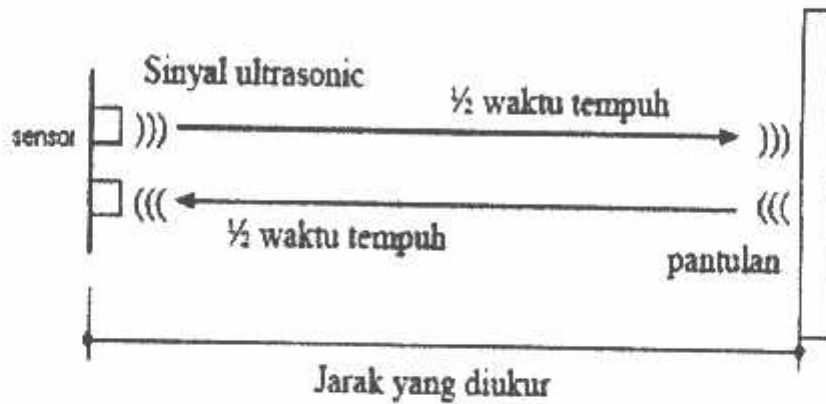 Sinyal ultrasonic
½ waktu tempuh
sensor
½ waktu tempuh
pantulan
Jarak yang diukur